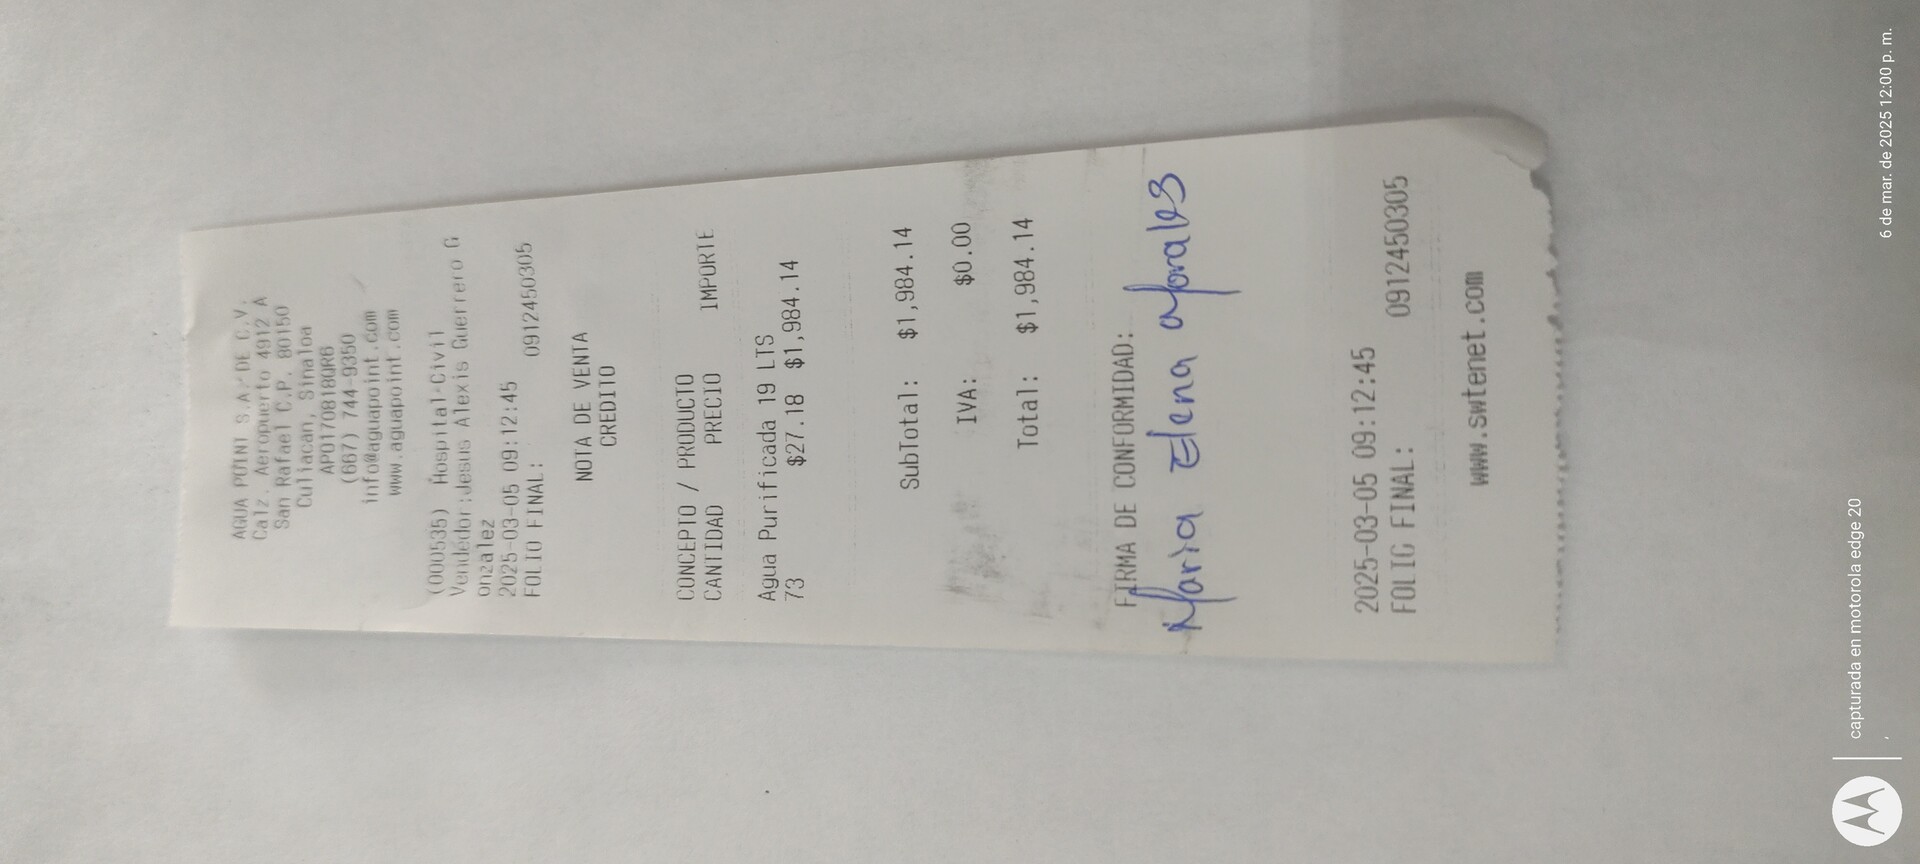 AGUA POINT S.A. DE C.V.
Calz. Aeropuerto 4912 A
San Rafael C.P. 80150
Culiacan, Sinaloa
APO170818QR6
(667) 744-9350
info@aguapoint.com
www.aguapoint.com
(000535) Hospital-Civil
Vendedor:Jesus Alexis Guerrero G
onzalez
2025-03-05 09:12:45
FOLIO FINAL: 0912450305
NOTA DE VENTA
CREDITO
CONCEPTO / PRODUCTO
CANTIDAD PRECIO IMPORTE
Agua Purificada 19 LTS
73 $27.18 $1,984.14
SubTotal: $1,984.14
IVA: $0.00
Total: $1,984.14
FIRMA DE CONFORMIDAD:
Maria Elena Morales
2025-03-05 09:12:45
FOLIO FINAL: 0912450305
www.swtenet.com
capturada en motorola edge 20
6 de mar. de 2025 12:00 p. m.